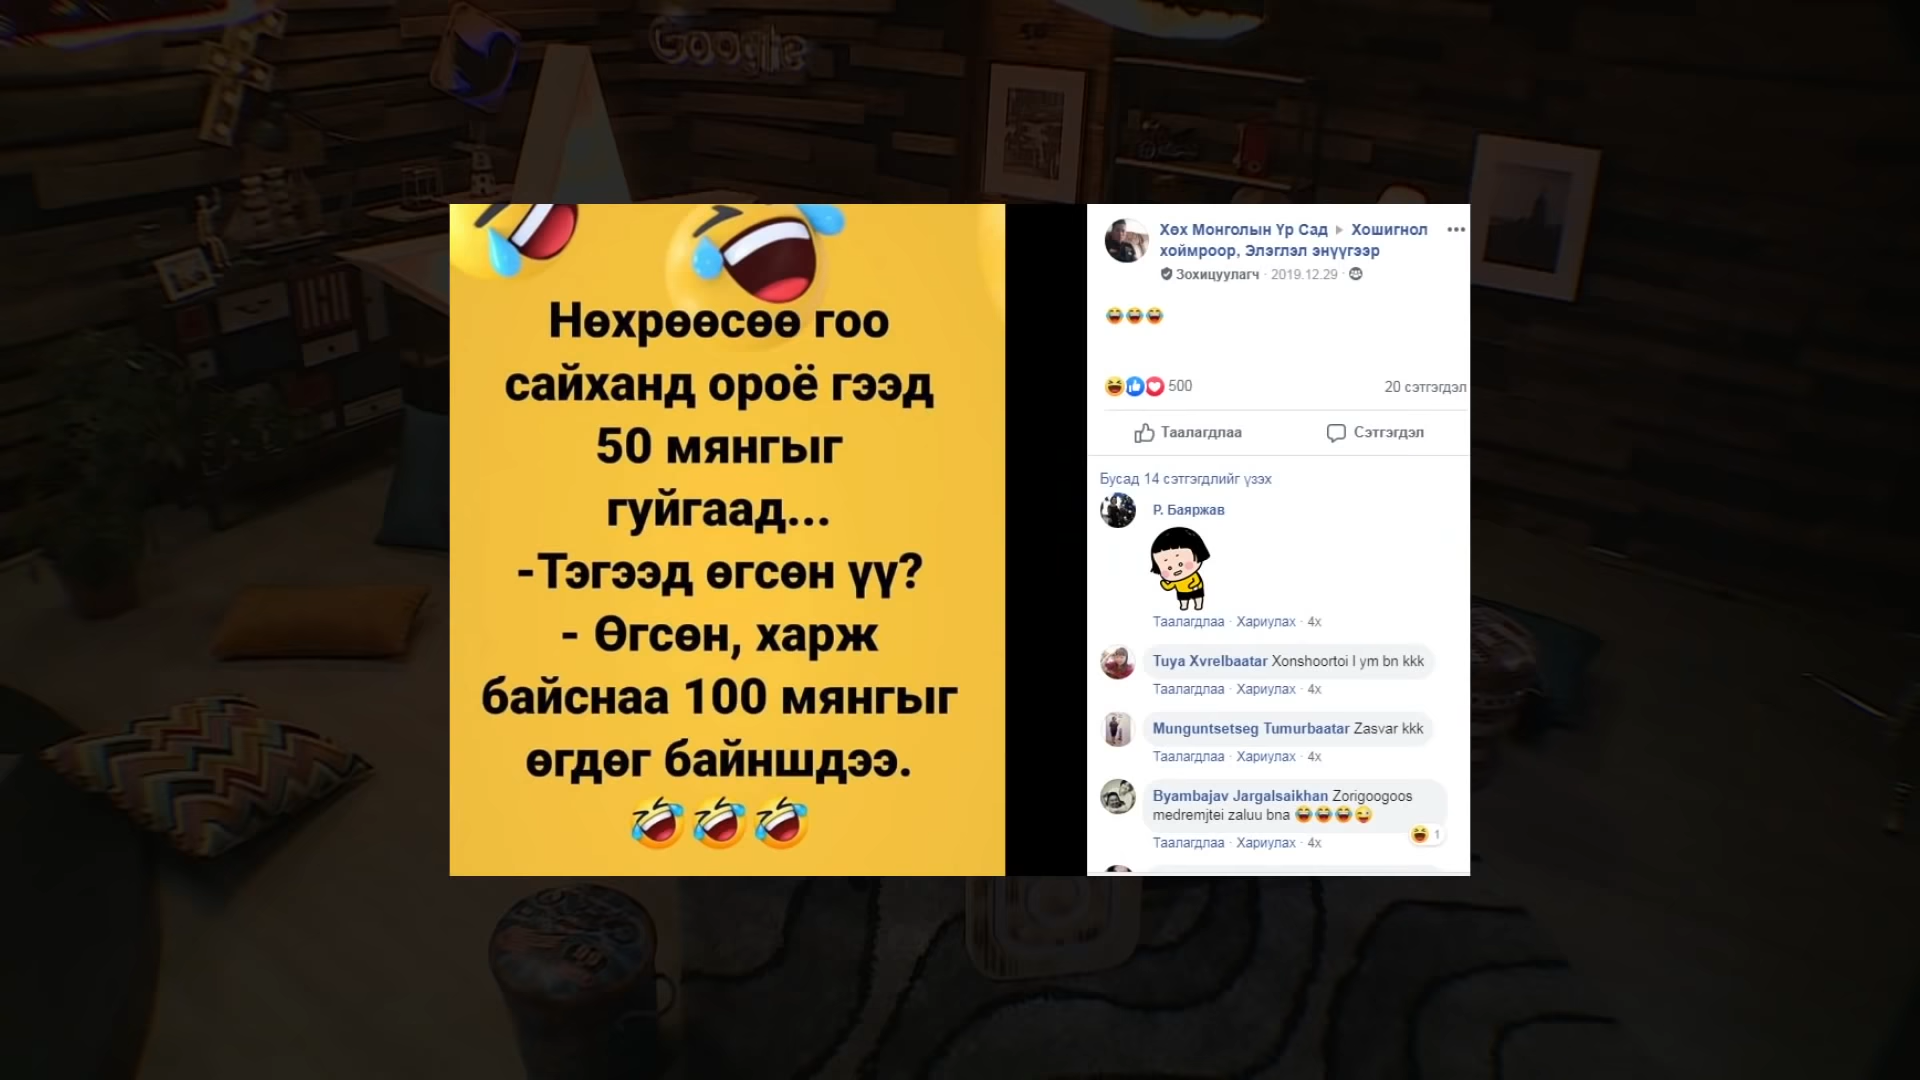 Google
Нөхрөөсөө гоо
сайханд ороё гээд
50 мянгыг
гуйгаад...
-Тэгээд өгсөн үү?
- Өгсөн, харж
байснаа 100 мянгыг
өгдөг байншдээ.
Хөх Монголын Үр Сад ▸ Хошигнол
хоймроор, Элэглэл энүүгээр
Зохицуулагч · 2019.12.29 ·
500
20 сэтгэгдэл
Таалагдлаа
Сэтгэгдэл
Бусад 14 сэтгэгдлийг үзэх
Р. Баяржав
Таалагдлаа · Хариулах · 4х
Tuya Xvrelbaatar Xonshoortoi l ym bn kkk
Таалагдлаа · Хариулах · 4х
Munguntsetseg Tumurbaatar Zasvar kkk
Таалагдлаа · Хариулах · 4х
Byambajav Jargalsaikhan Zorigoogoos
medremjtei zaluu bna 😂😂😂😜
1
Таалагдлаа · Хариулах · 4х